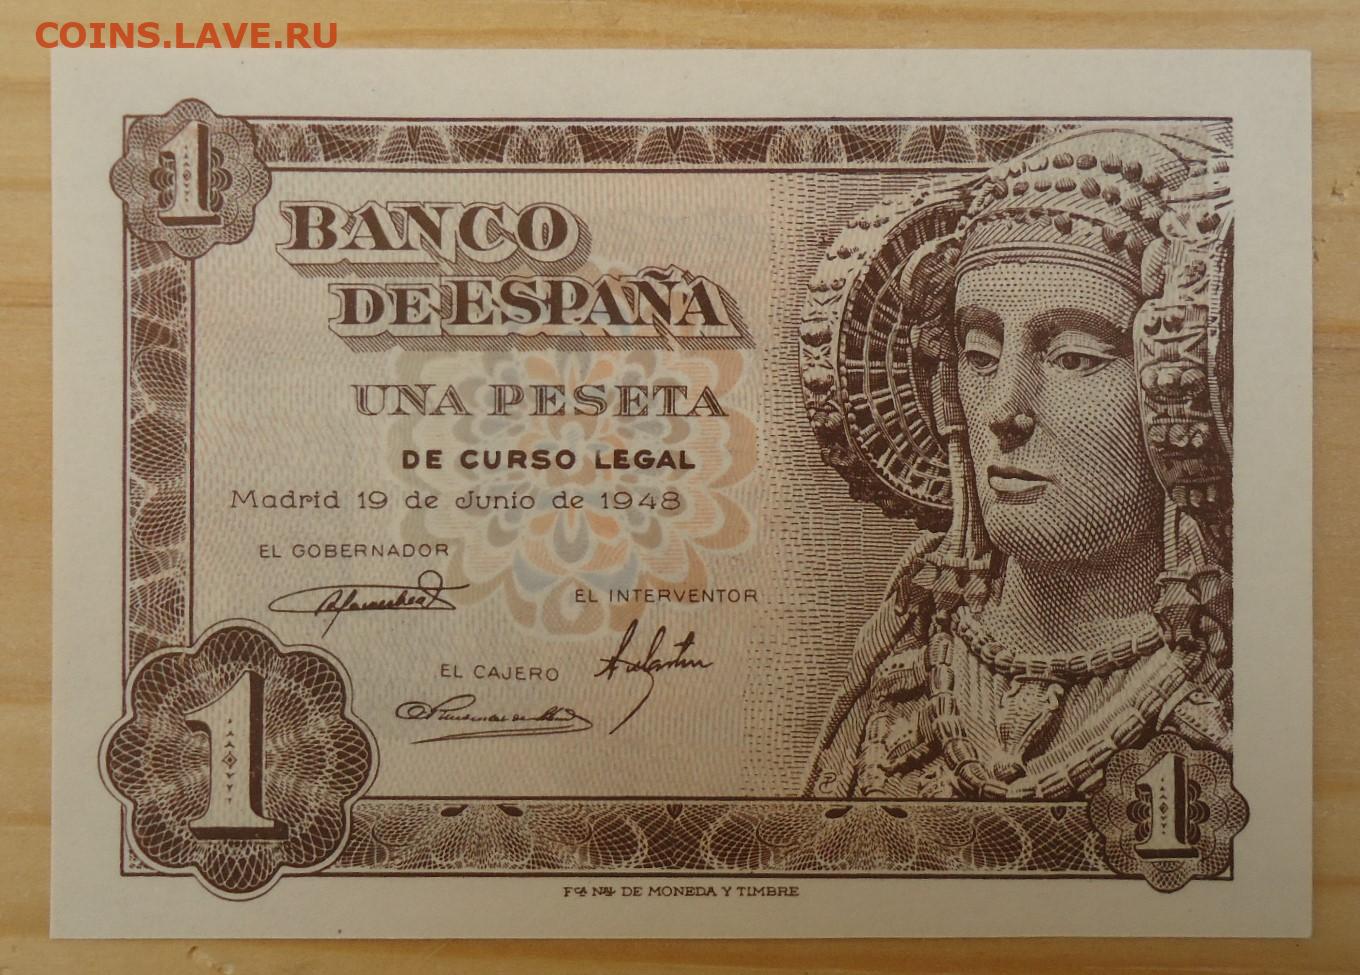 COINS.LAVE.RU
1
BANCO
DE ESPAÑA
UNA PESETA
DE CURSO LEGAL
Madrid 19 de Junio de 1948
EL GOBERNADOR
EL INTERVENTOR
EL CAJERO
1
1
FCA NAL DE MONEDA Y TIMBRE